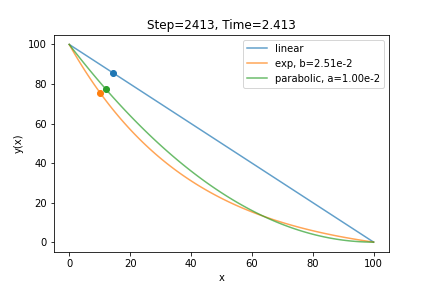 Step=2413, Time=2.413
linear
exp, b=2.51e-2
parabolic, a=1.00e-2
y(x)
100
80
60
40
20
0
0 20 40 60 80 100
x